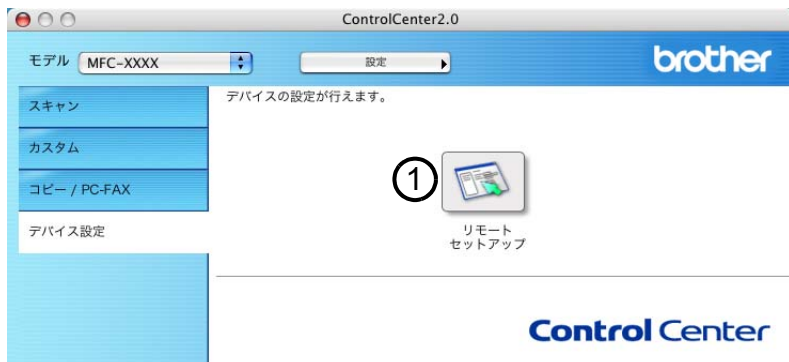 ControlCenter2.0
モデル MFC-XXXX 設定 brother
スキャン
デバイスの設定が行えます。
カスタム
コピー / PC-FAX
デバイス設定
①
リモート
セットアップ
Control Center